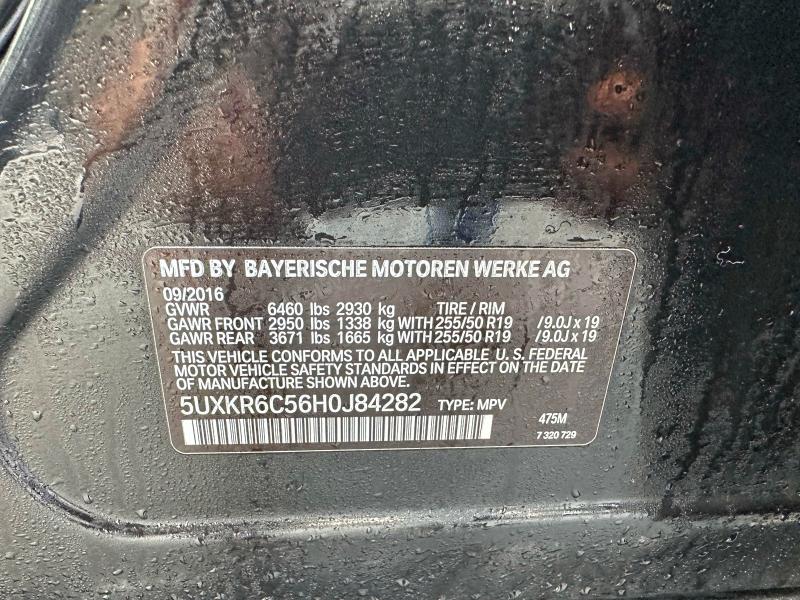 MFD BY BAYERISCHE MOTOREN WERKE AG
09/2016
GVWR 6460 lbs 2930 kg TIRE / RIM
GAWR FRONT 2950 lbs 1338 kg WITH 255/50 R19 / 9.0J x 19
GAWR REAR 3671 lbs 1665 kg WITH 255/50 R19 / 9.0J x 19
THIS VEHICLE CONFORMS TO ALL APPLICABLE U. S. FEDERAL
MOTOR VEHICLE SAFETY STANDARDS IN EFFECT ON THE DATE
OF MANUFACTURE SHOWN ABOVE.
5UXKR6C56H0J84282 TYPE: MPV
475M
7 320 729